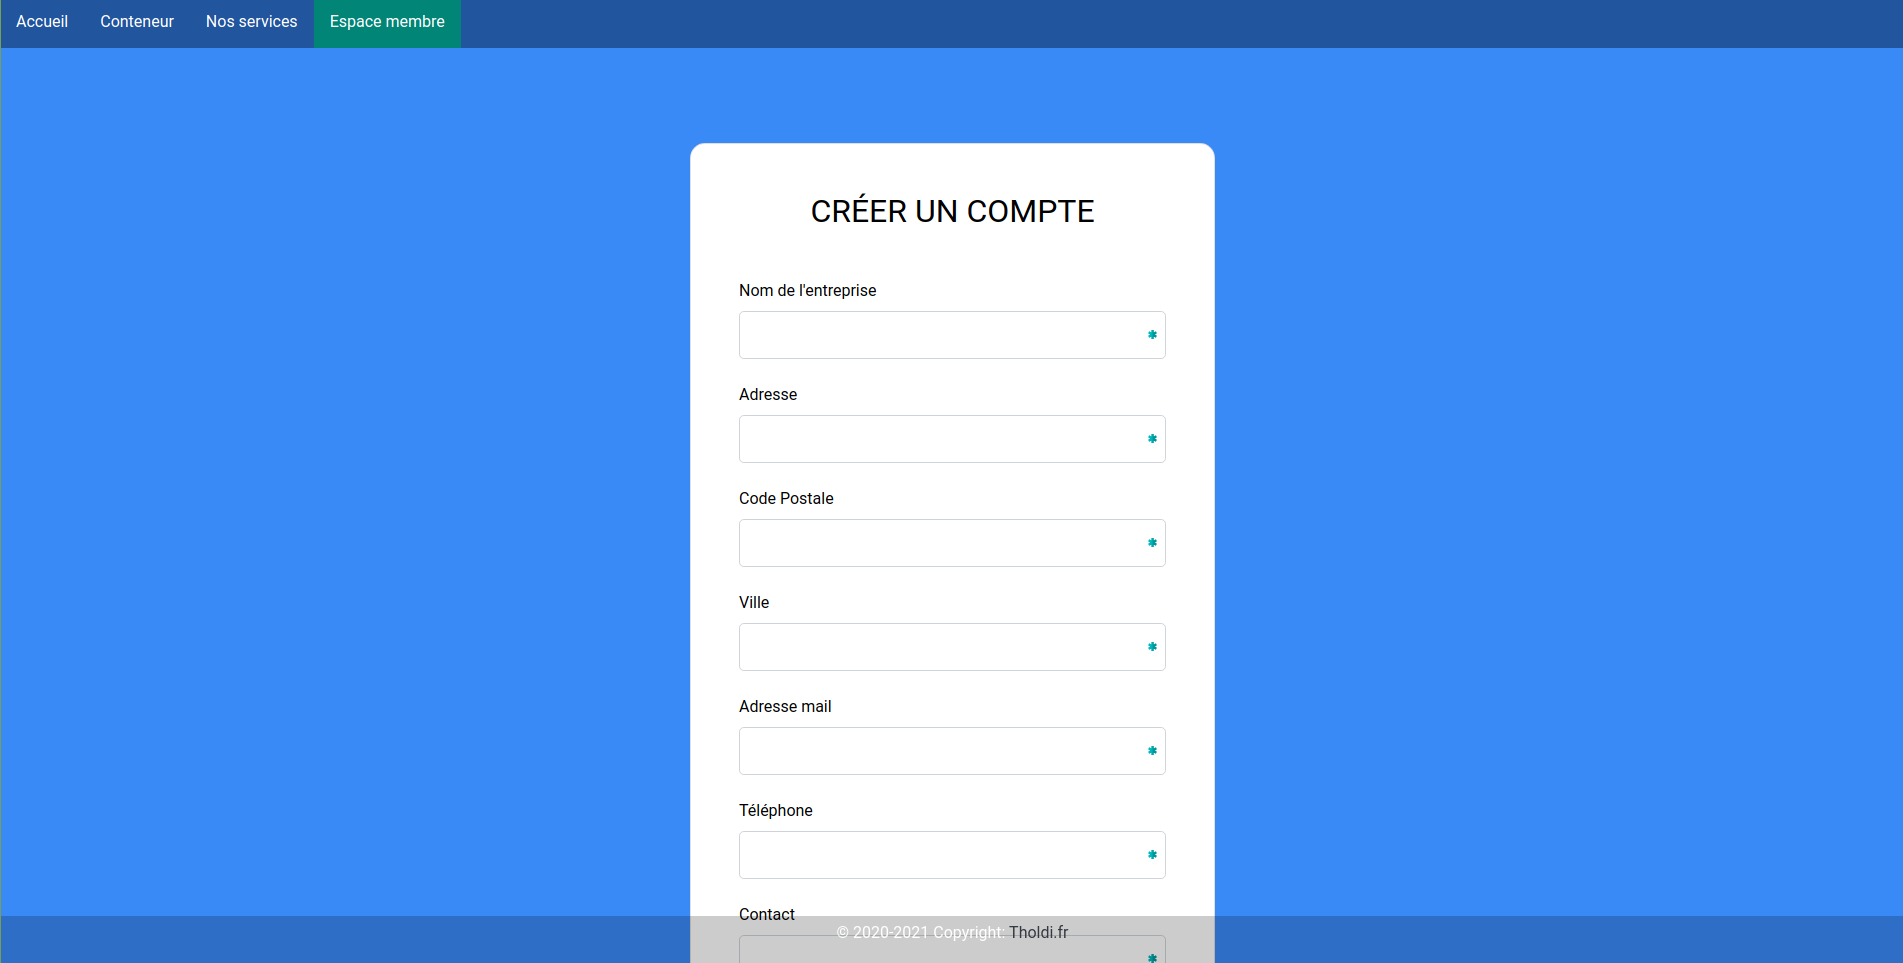 Accueil Conteneur Nos services Espace membre
CRÉER UN COMPTE
Nom de l'entreprise
*
Adresse
*
Code Postale
*
Ville
*
Adresse mail
*
Téléphone
*
Contact
© 2020-2021 Copyright: Tholdi.fr
*